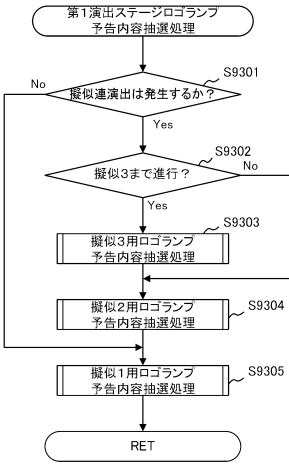 第1演出ステージロゴランプ
予告内容抽選処理
S9301
No
擬似連演出は発生するか？
Yes
S9302
No
擬似3まで進行？
Yes
S9303
擬似3用ロゴランプ
予告内容抽選処理
擬似2用ロゴランプ
予告内容抽選処理
S9304
擬似1用ロゴランプ
予告内容抽選処理
S9305
RET